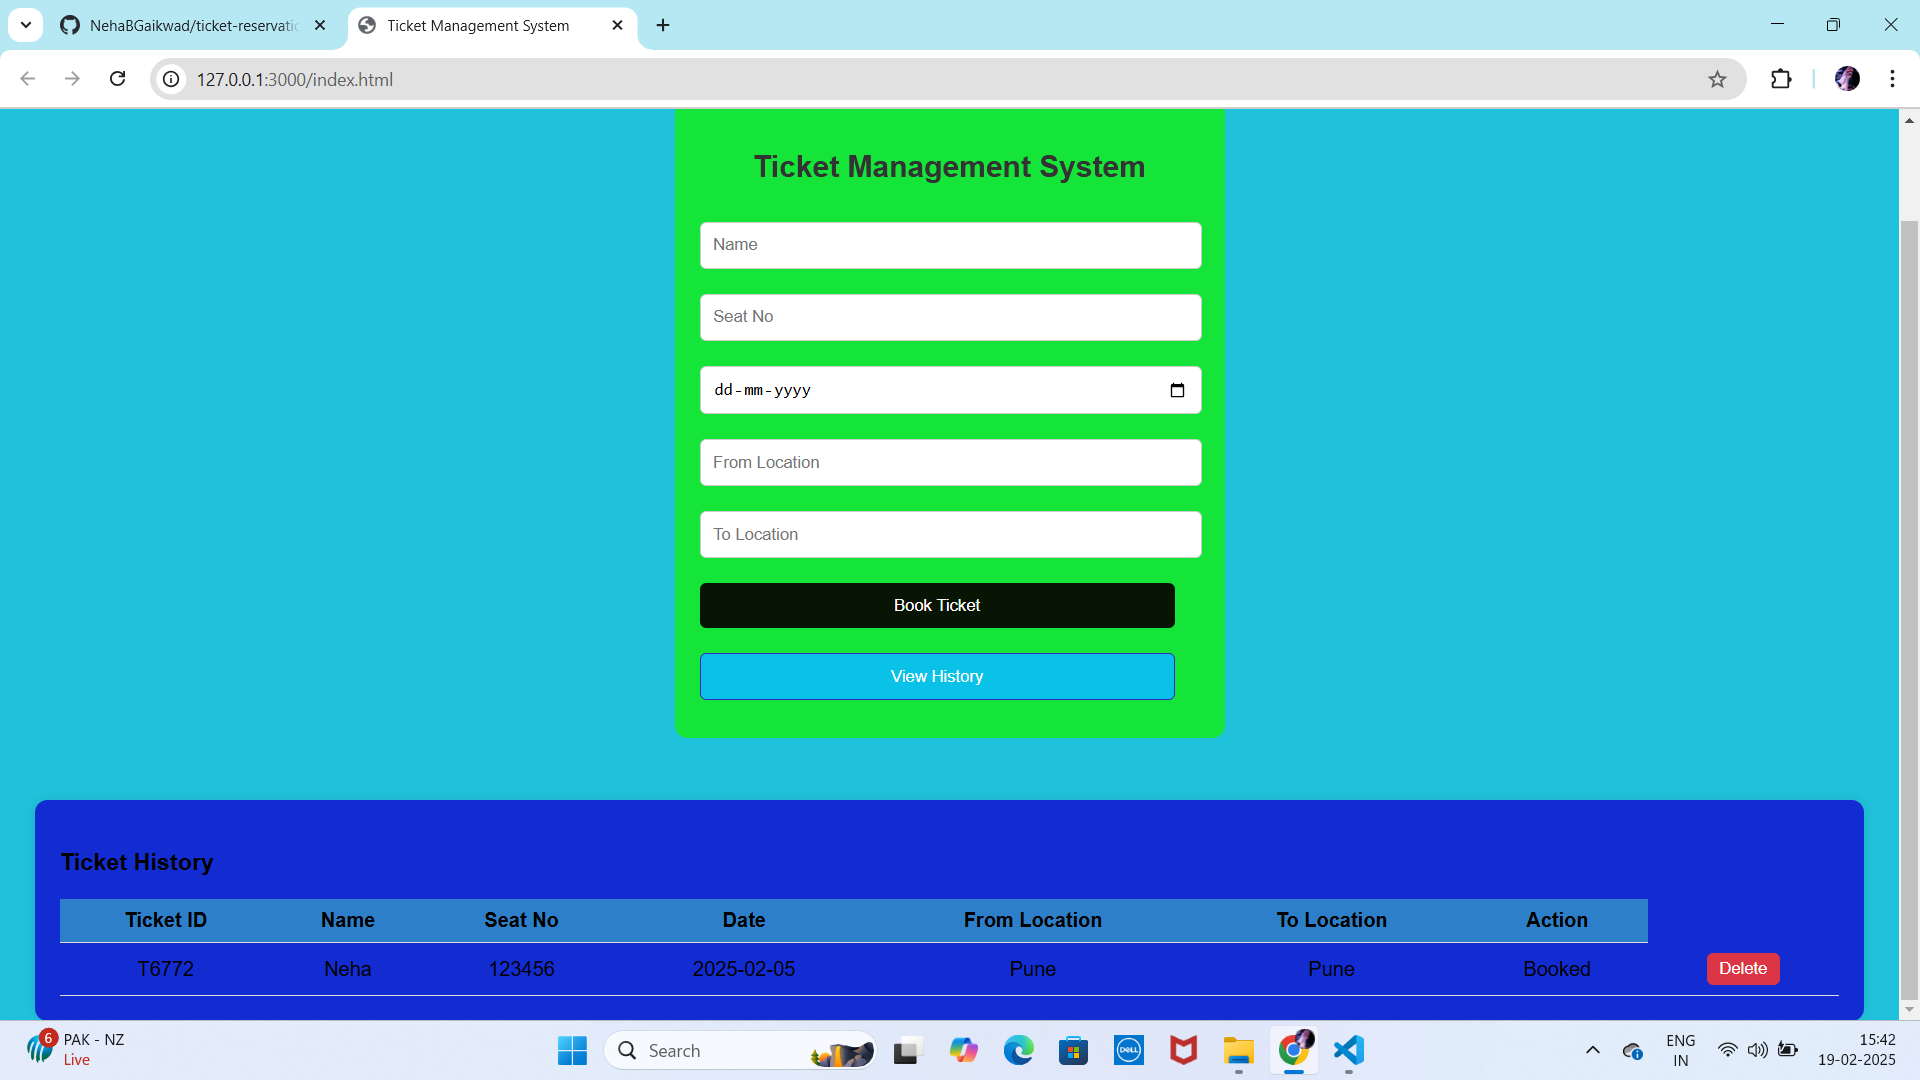 NehaBGaikwad/ticket-reservatio
Ticket Management System
127.0.0.1:3000/index.html
Ticket Management System
Name
Seat No
dd-mm-yyyy
From Location
To Location
Book Ticket
View History
Ticket History
Ticket ID Name Seat No Date From Location To Location Action
T6772 Neha 123456 2025-02-05 Pune Pune Booked Delete
6
PAK - NZ
Live
Search
DELL
ENG
IN
15:42
19-02-2025